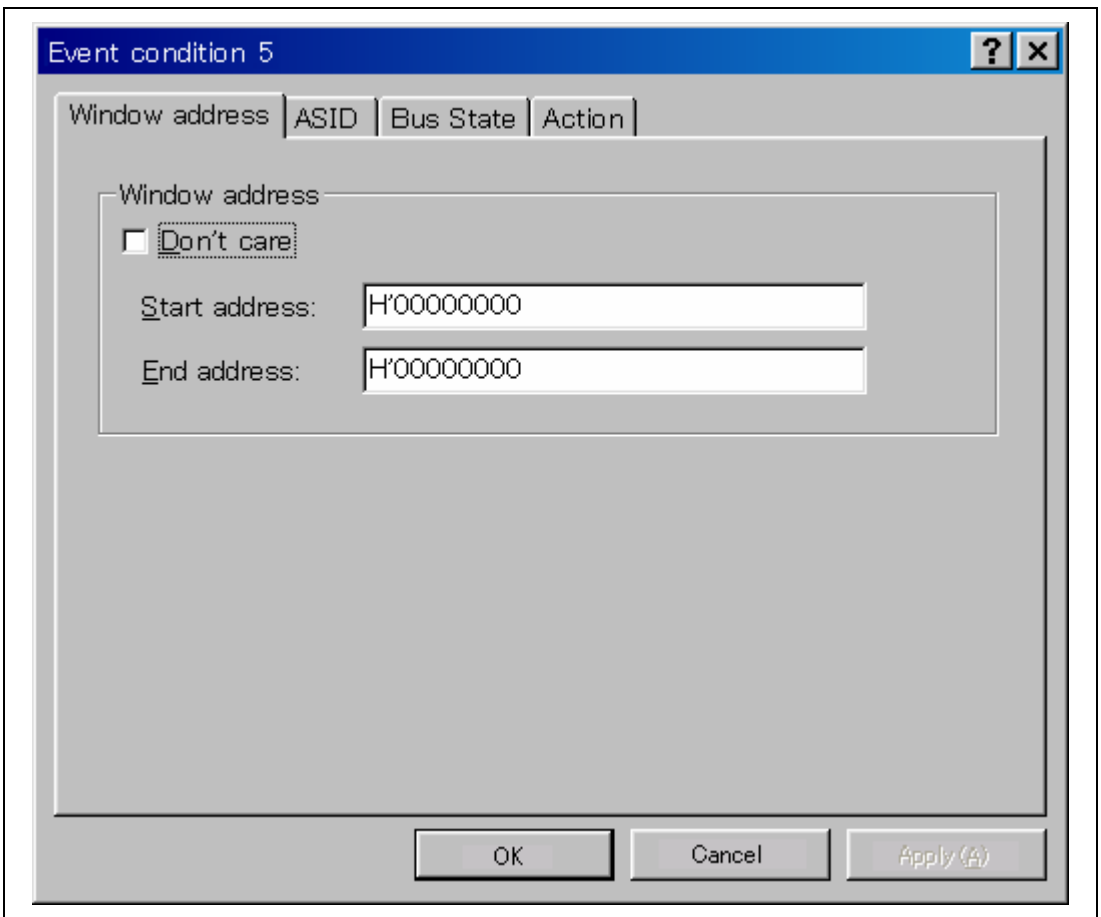 Event condition 5
Window address ASID Bus State Action
Window address
Don't care
Start address: H'00000000
End address: H'00000000
OK Cancel Apply (A)